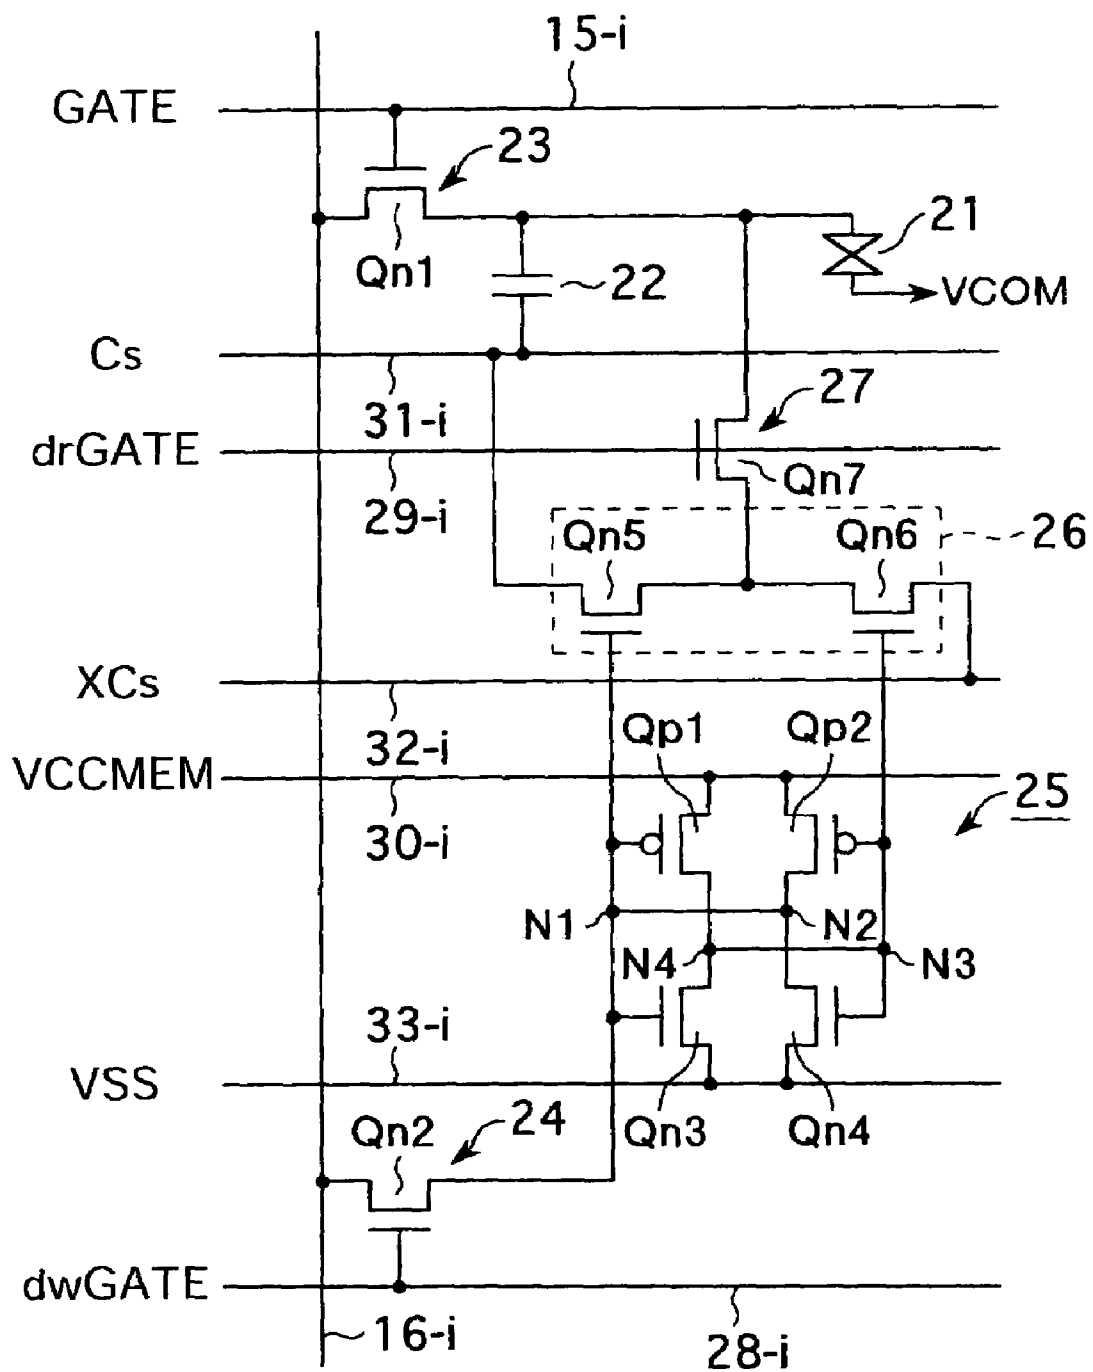 15-i
GATE
23
21
Qn1
22
VCOM
Cs
27
31-i
drGATE
Qn7
29-i
Qn5
Qn6
26
XCs
Qp1
Qp2
32-i
VCCMEM
25
30-i
N1
N2
N4
N3
33-i
VSS
Qn2
24
Qn3
Qn4
dwGATE
16-i
28-i